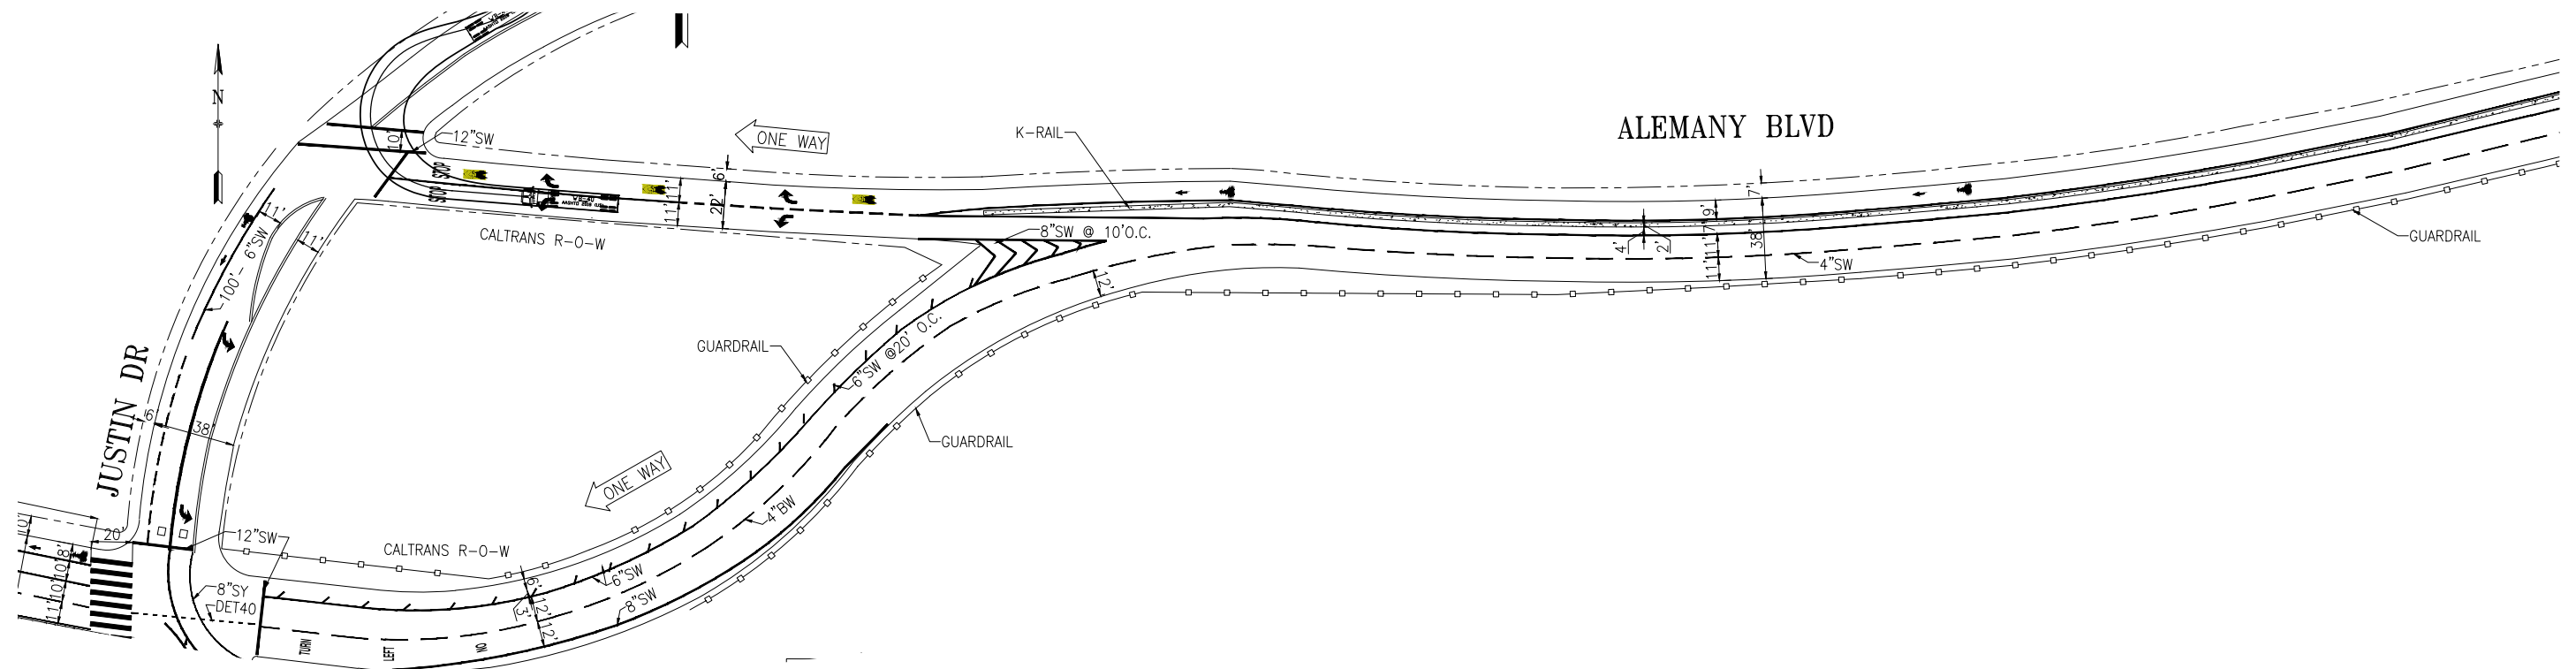 N
10'
12"SW
STOP
STOP
ONE WAY
6'
11'
11'
22'
K-RAIL
ALEMANY BLVD
7'
9'
7'
38'
4'
2'
11'
11'
4"SW
GUARDRAIL
8"SW @ 10'O.C.
CALTRANS R-O-W
11'
11'
100'- 6"SW
12'
GUARDRAIL
6"SW @20' O.C.
GUARDRAIL
JUSTIN DR
6'
38'
ONE WAY
4"BW
20'
10'
12"SW
CALTRANS R-O-W
8'
10'
10'
11'
8"SY
DET40
6'
12'
3'
12'
6"SW
8"SW
TURN
LEFT
NO